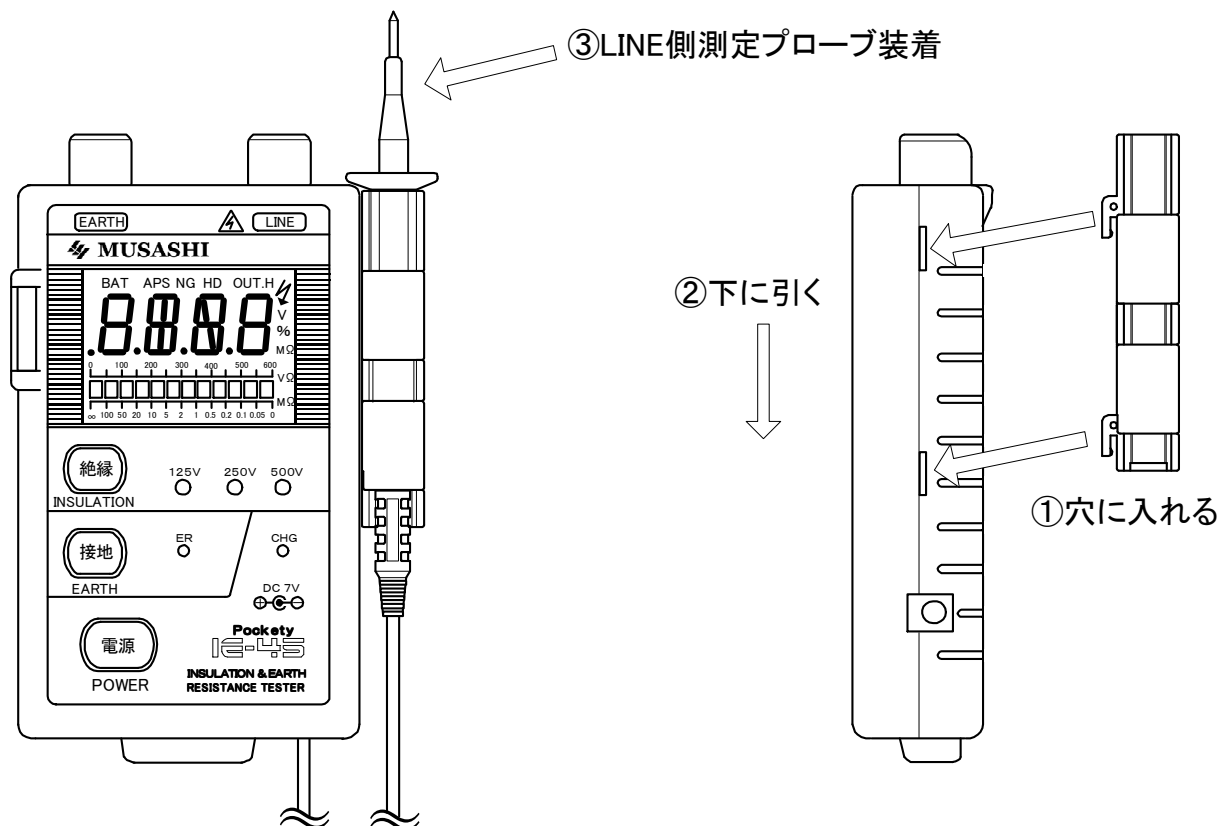 ③LINE側測定プローブ装着
EARTH LINE
MUSASHI
BAT APS NG HD OUT.H
.8.8.8.8 V
%
MΩ
0 100 200 300 400 500 600
VΩ
MΩ
∞ 100 50 20 10 5 2 1 0.5 0.2 0.1 0.05 0
絶縁
INSULATION
125V 250V 500V
接地
EARTH
ER
CHG
DC 7V
電源
POWER
Pockety
IE-45
INSULATION & EARTH
RESISTANCE TESTER
②下に引く
①穴に入れる